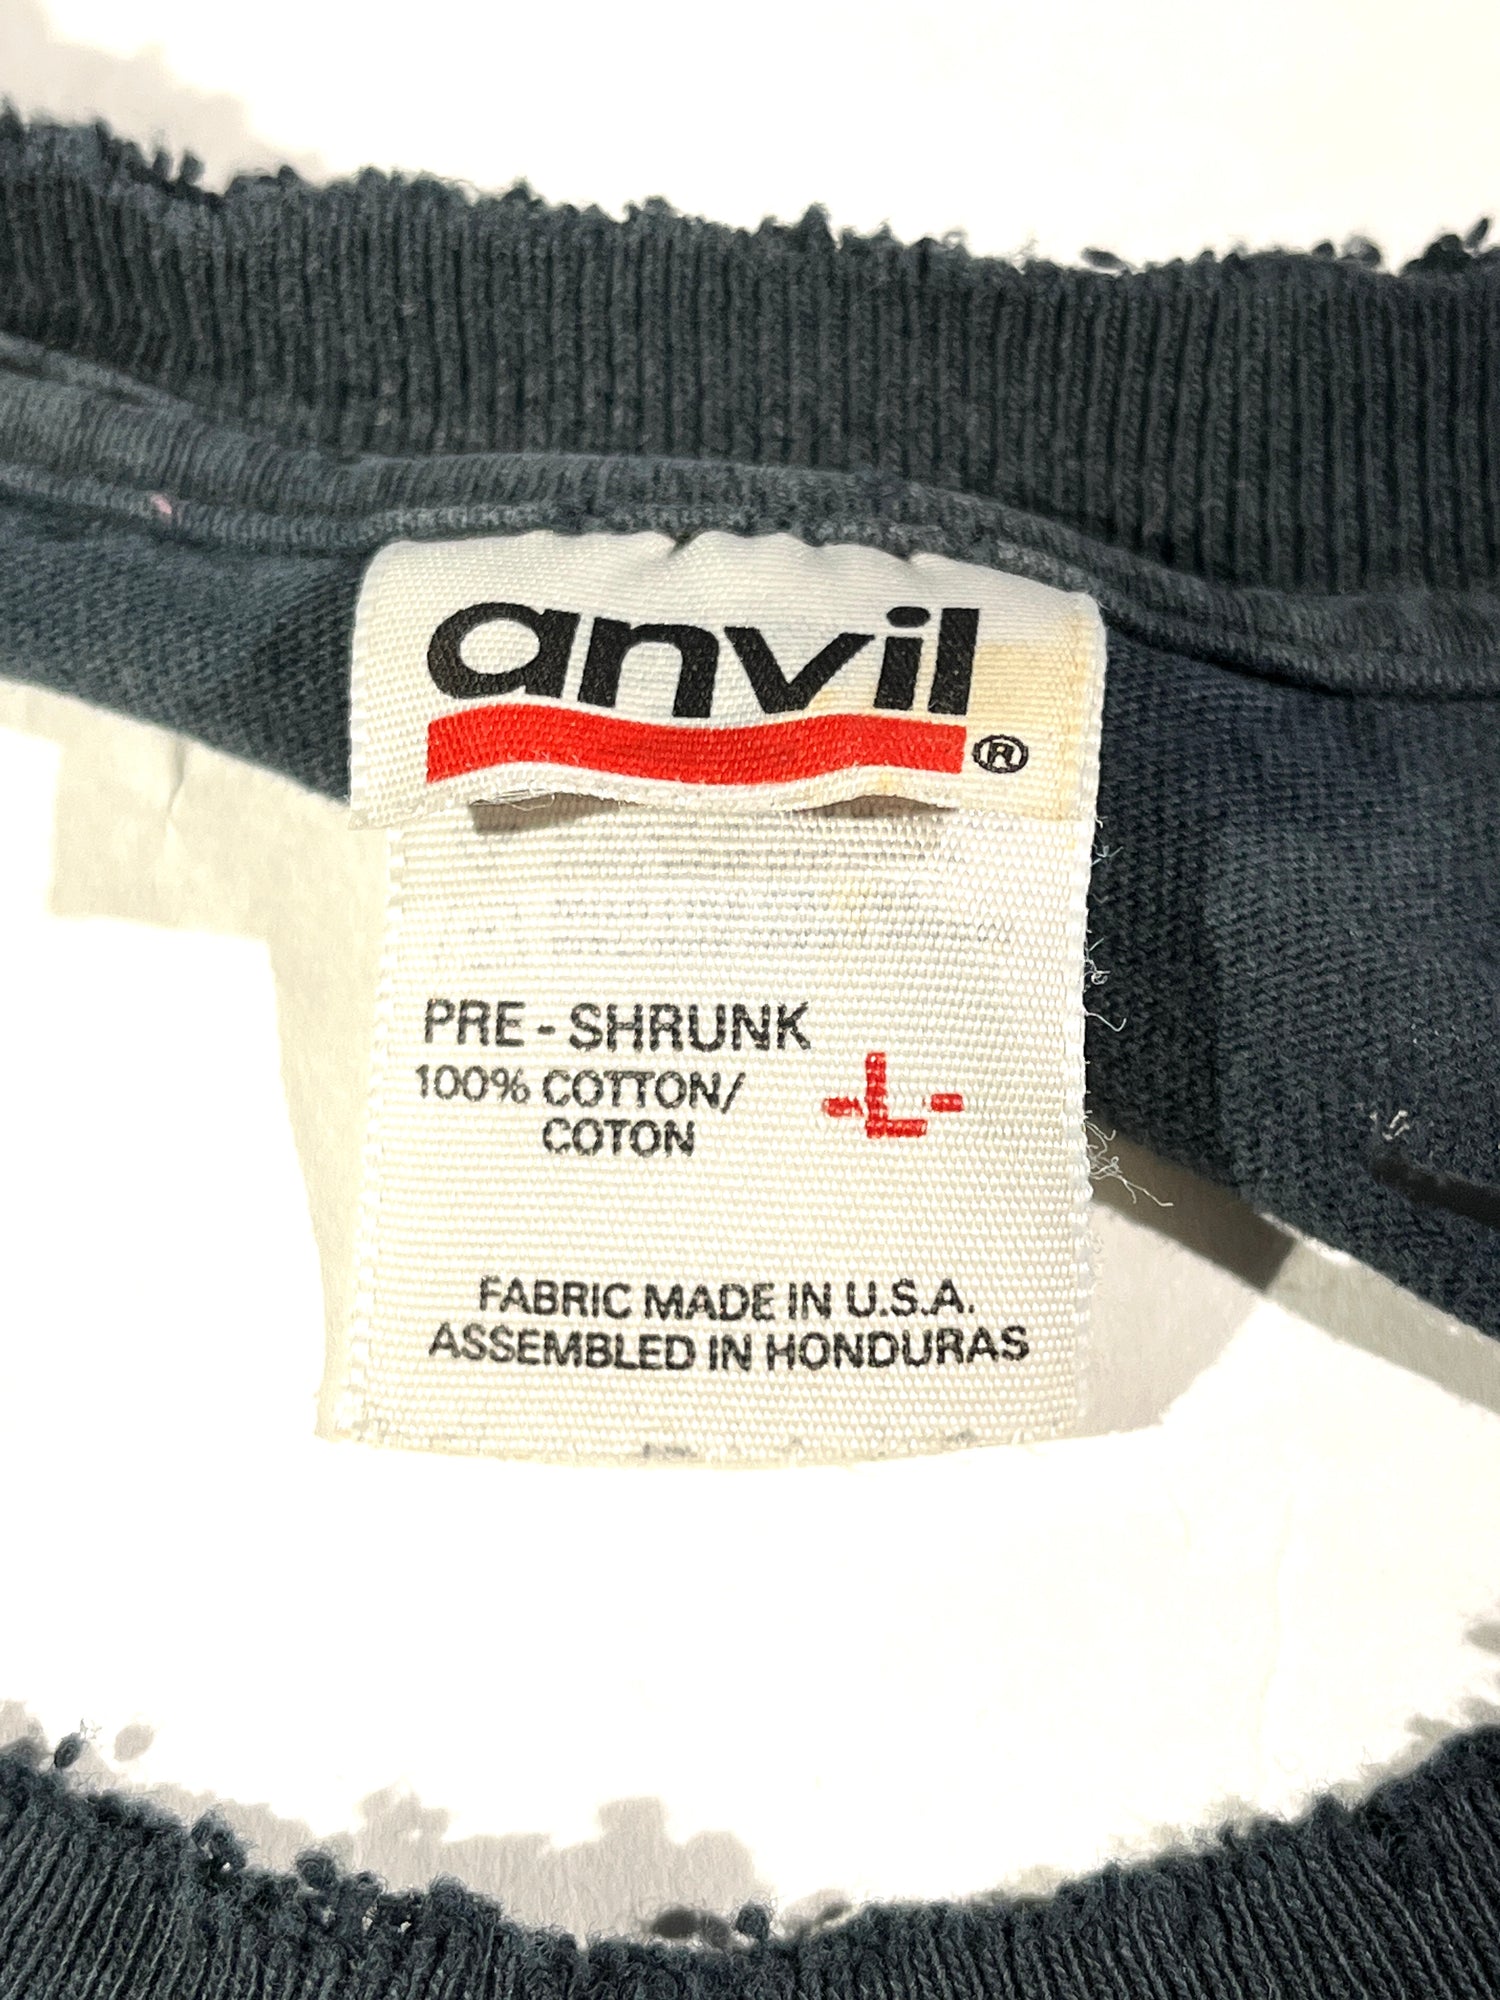 anvil®
PRE-SHRUNK
100% COTTON/
COTON
-L-
FABRIC MADE IN U.S.A.
ASSEMBLED IN HONDURAS